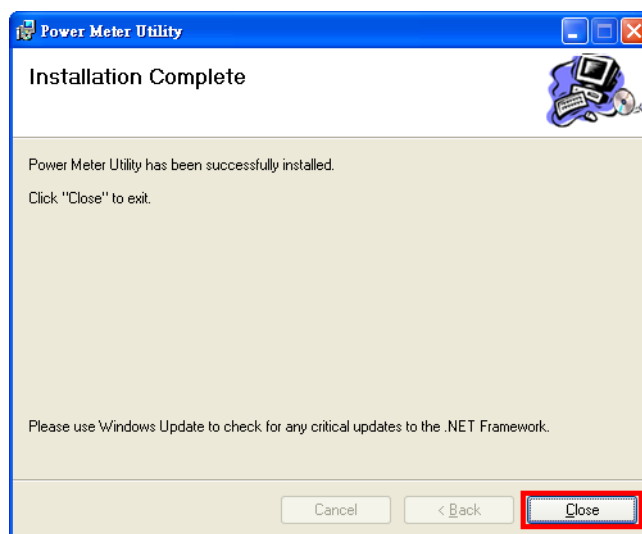 Power Meter Utility
Installation Complete
Power Meter Utility has been successfully installed.
Click "Close" to exit.
Please use Windows Update to check for any critical updates to the .NET Framework.
Cancel < Back Close